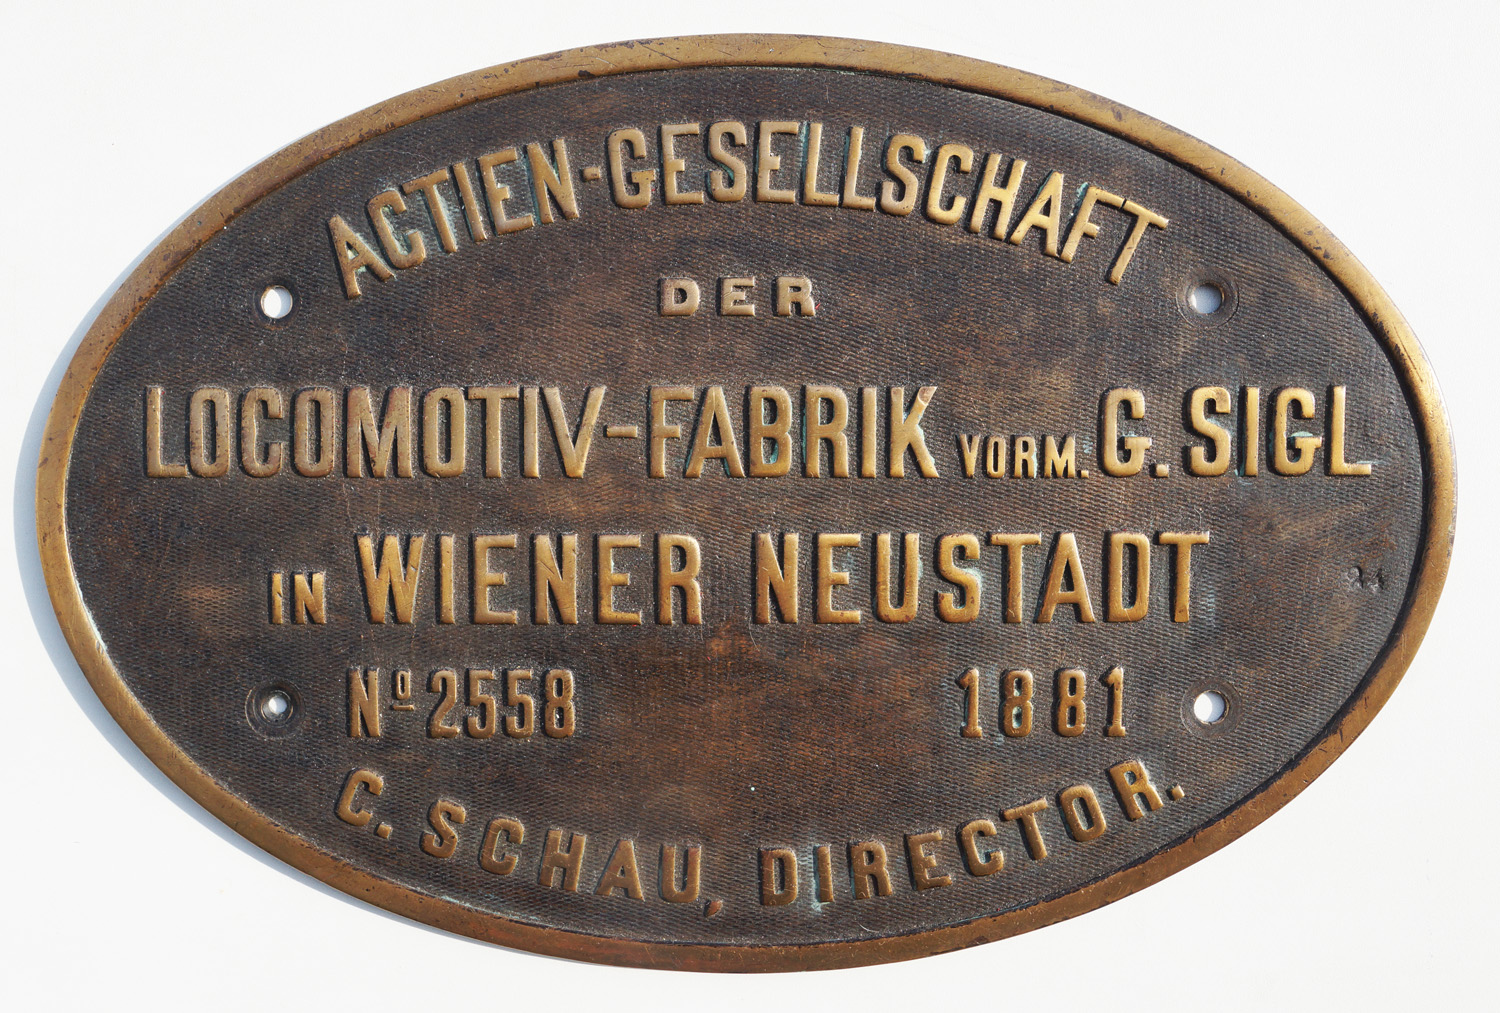 ACTIEN-GESELLSCHAFT
DER
LOCOMOTIV-FABRIK VORM. G. SIGL
IN WIENER NEUSTADT
Nº 2558 1881
C. SCHAU, DIRECTOR.